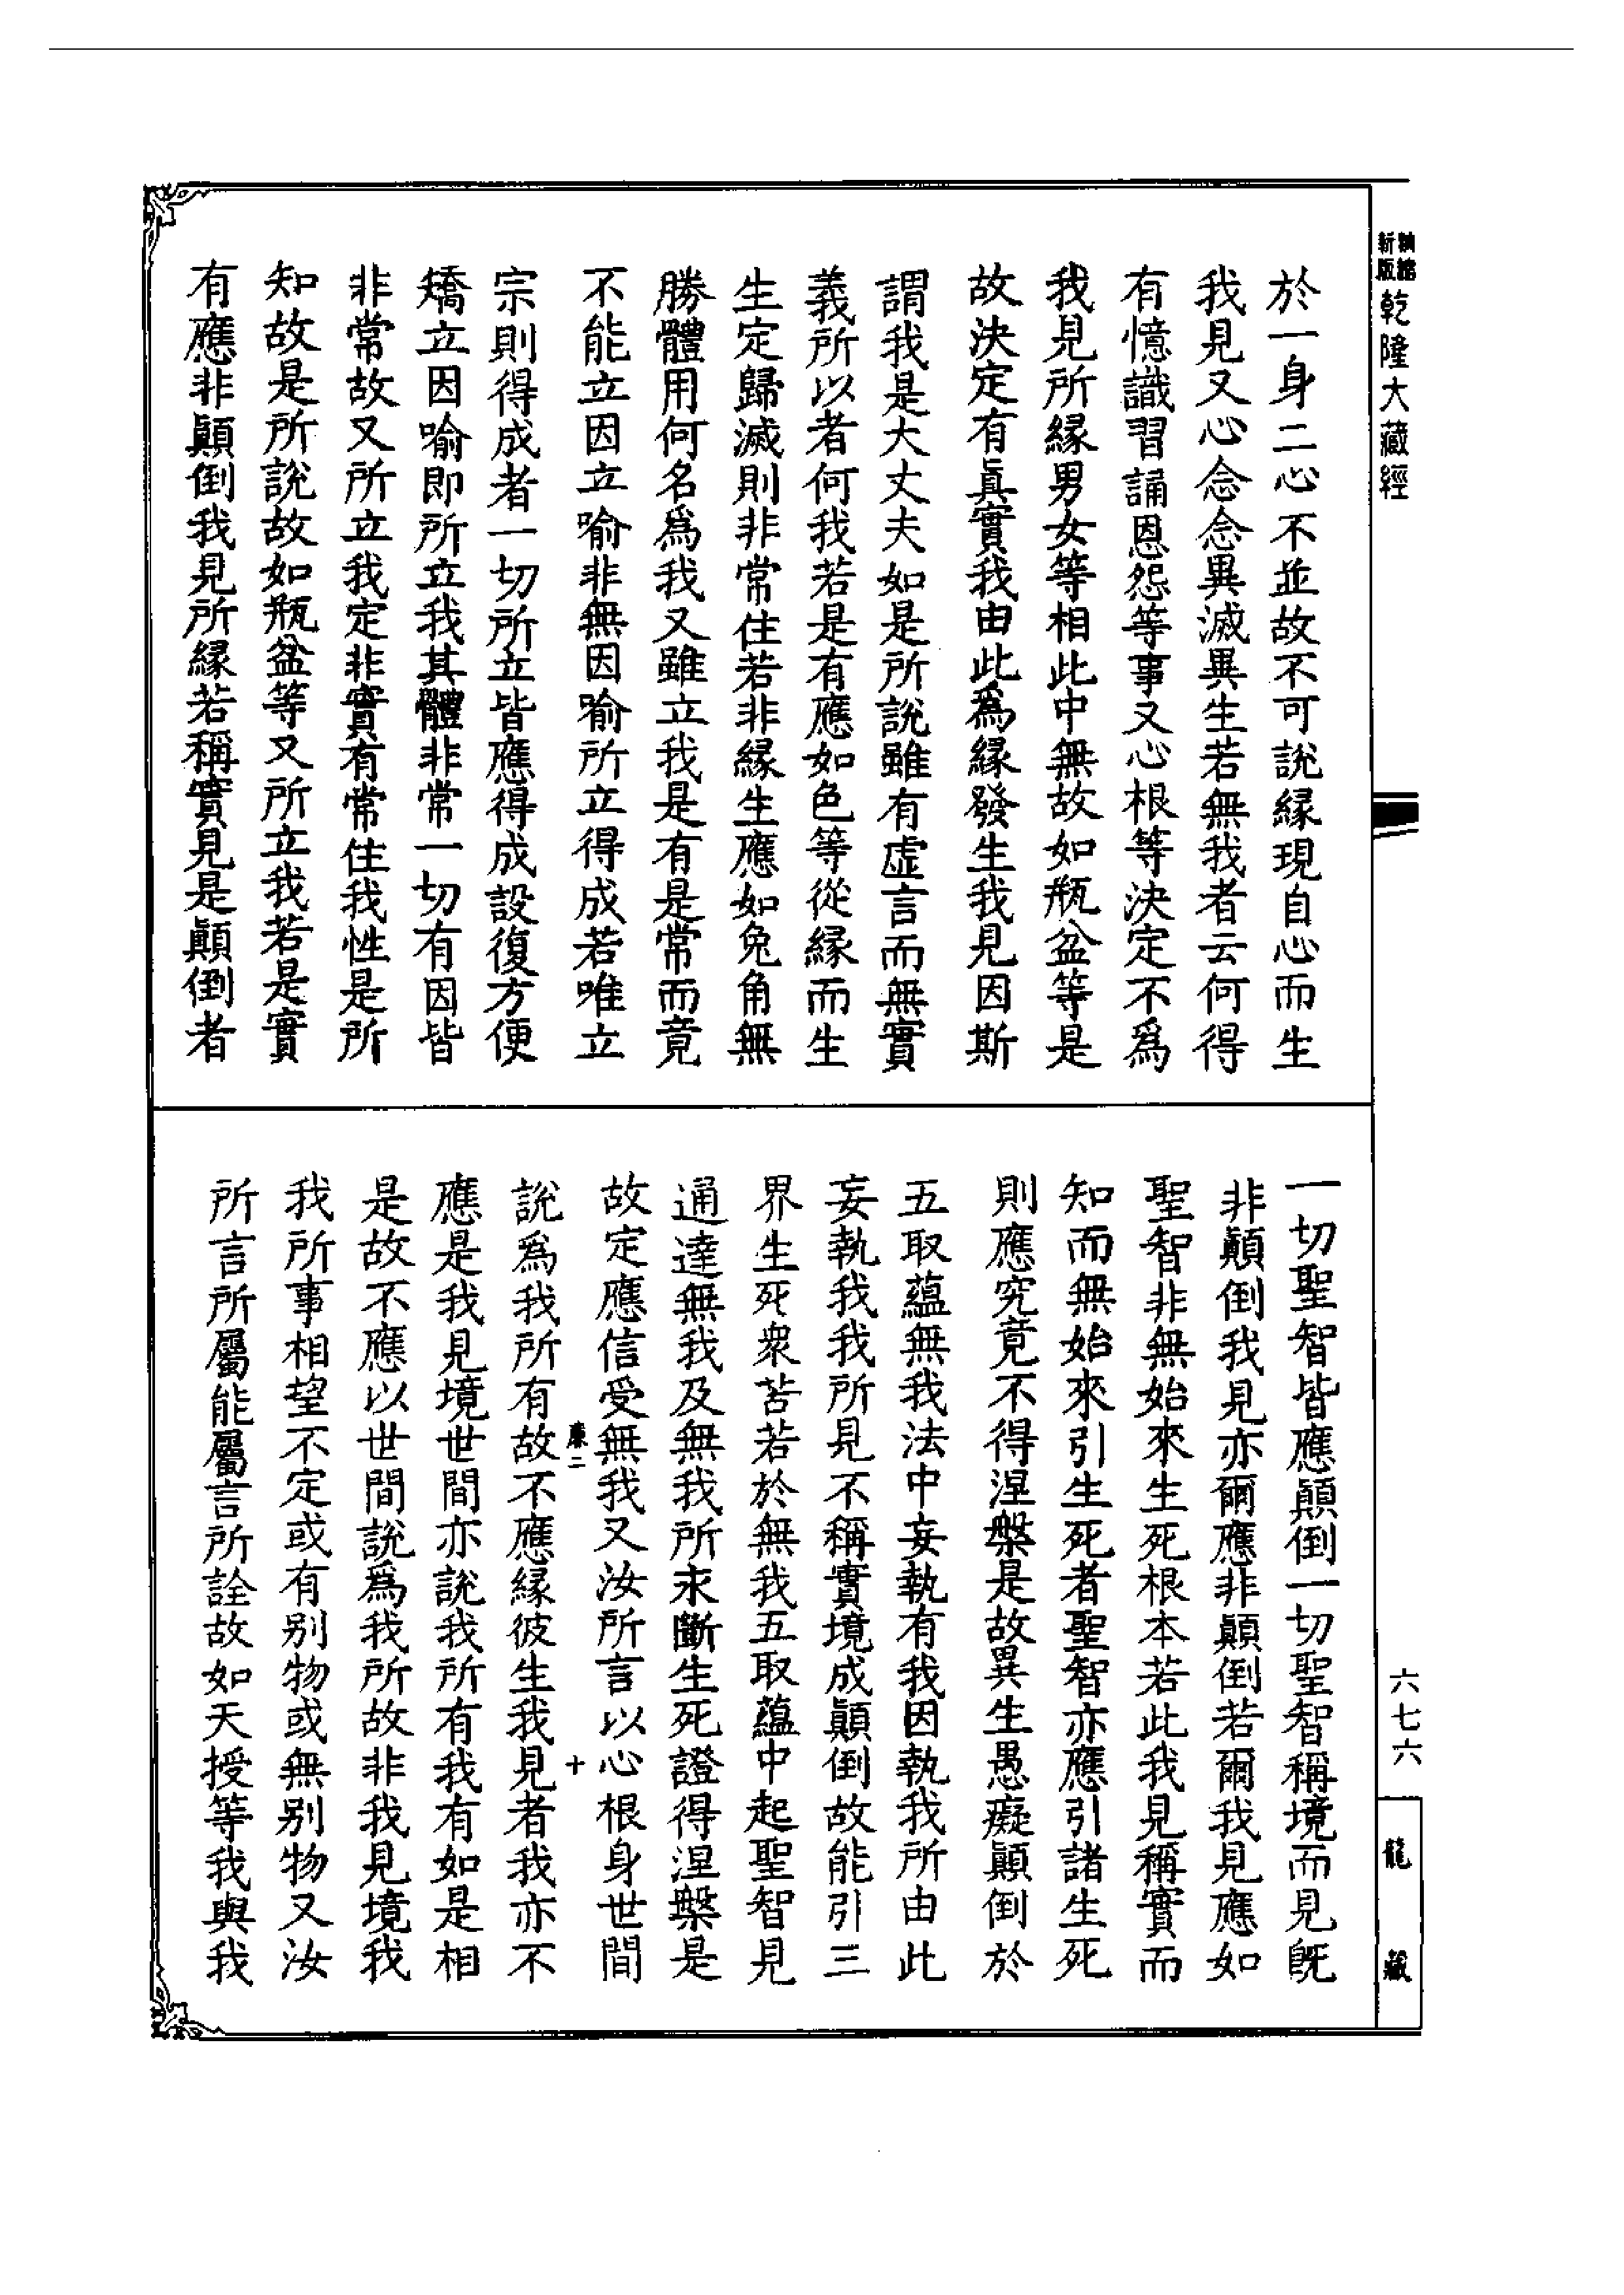 精縮
新版
乾隆大藏經
於一身二心不並故不可說緣現自心而生
我見又心念念異滅異生若無我者云何得
有憶識習誦恩怨等事又心根等決定不爲
我見所緣男女等相此中無故如瓶盆等是
故決定有眞實我由此爲緣發生我見因斯
謂我是大丈夫如是所說雖有虛言而無實
義所以者何我若是有應如色等從緣而生
生定歸滅則非常住若非緣生應如兔角無
勝體用何名爲我又雖立我是有是常而竟
不能立因立喻非無因喻所立得成若唯立
宗則得成者一切所立皆應得成設復方便
矯立因喻即所立我其體非常一切有因皆
非常故又所立我定非實有常住我性是所
知故是所說故如瓶盆等又所立我若是實
有應非顚倒我見所緣若稱實見是顚倒者
一切聖智皆應顚倒一切聖智稱境而見旣
非顚倒我見亦爾應非顚倒若爾我見應如
聖智非無始來生死根本若此我見稱實而
知而無始來引生死者聖智亦應引諸生死
則應究竟不得涅槃是故異生愚癡顚倒於
五取蘊無我法中妄執有我因執我所由此
妄執我我所見不稱實境成顚倒故能引三
界生死衆苦若於無我五取蘊中起聖智見
通達無我及無我所永斷生死證得涅槃是
故定應信受無我又汝所言以心根身世間
康二
十
說爲我所有故不應緣彼生我見者我亦不
應是我見境世間亦說我所有我有如是相
是故不應以世間說爲我所故非我見境我
我所事相望不定或有別物或無別物又汝
所言所屬能屬言所詮故如天授等我與我
六七六
龍藏